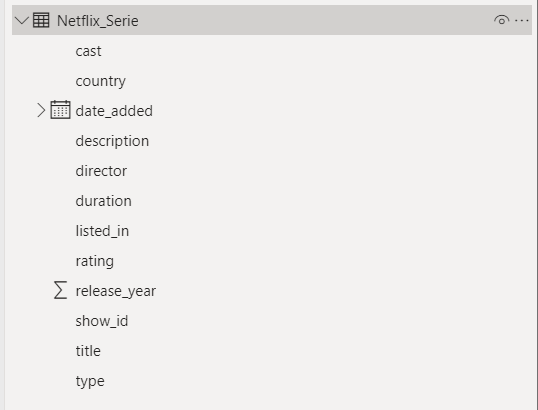 Netflix_Serie
cast
country
date_added
description
director
duration
listed_in
rating
release_year
show_id
title
type